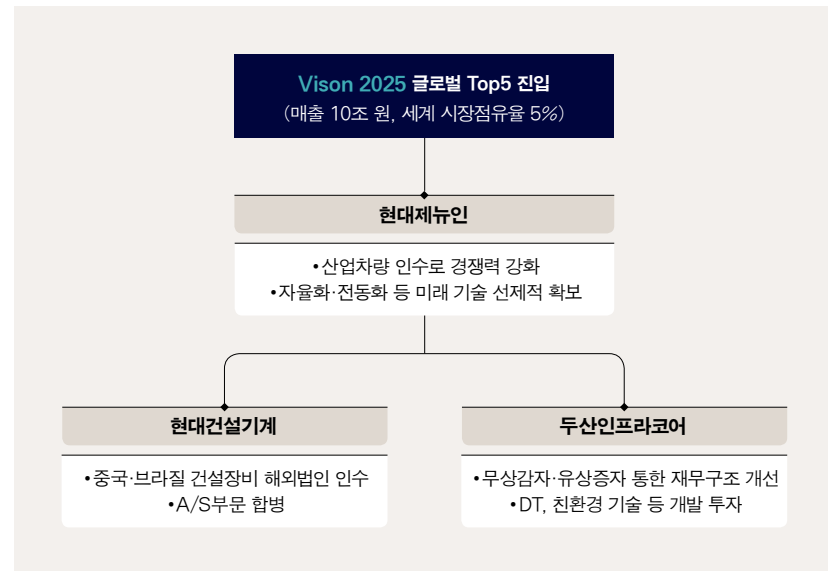 Vison 2025 글로벌 Top5 진입
(매출 10조 원, 세계 시장점유율 5%)
현대제뉴인
•산업차량 인수로 경쟁력 강화
•자율화·전동화 등 미래 기술 선제적 확보
현대건설기계
•중국·브라질 건설장비 해외법인 인수
•A/S부문 합병
두산인프라코어
•무상감자·유상증자 통한 재무구조 개선
•DT, 친환경 기술 등 개발 투자